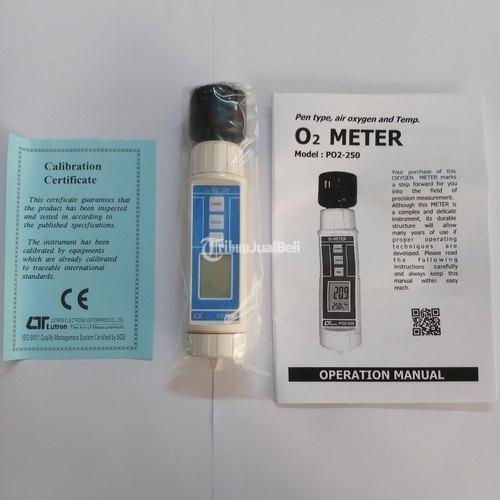 Calibration
Certificate
This certificate guarantees that
the product has been inspected
and tested in according to
the published specifications.
The instrument has been
calibrated by equipments
which are already calibrated
to traceable international
standards.
CE
LUTRON ELECTRONIC ENTERPRISE CO., LTD
Lutron The Art of Measurement
ISO 9001 Quality Management System Certified by SGS
O2 METER
POWER
HOLD
TribunJualBeli
Pen type, air oxygen and Temp.
O2 METER
Model : PO2-250
Your purchase of this
OXYGEN METER marks
a step forward for you
into the field of
precision measurement.
Although this METER is
a complex and delicate
instrument, its durable
structure will allow
many years of use if
proper operating
techniques are
developed. Please read
the following
instructions carefully
and always keep this
manual within easy
reach.
O2 METER
20.9
25.0
PO2-250
OPERATION MANUAL